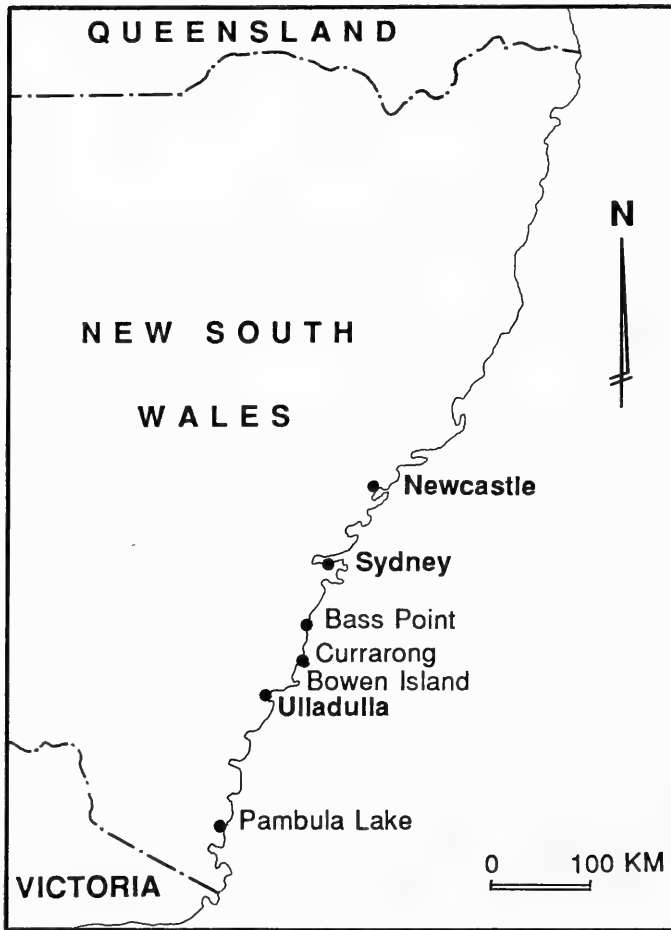 QUEENSLAND
N
NEW SOUTH
WALES
Newcastle
Sydney
Bass Point
Currarong
Bowen Island
Ulladulla
Pambula Lake
0 100 KM
VICTORIA